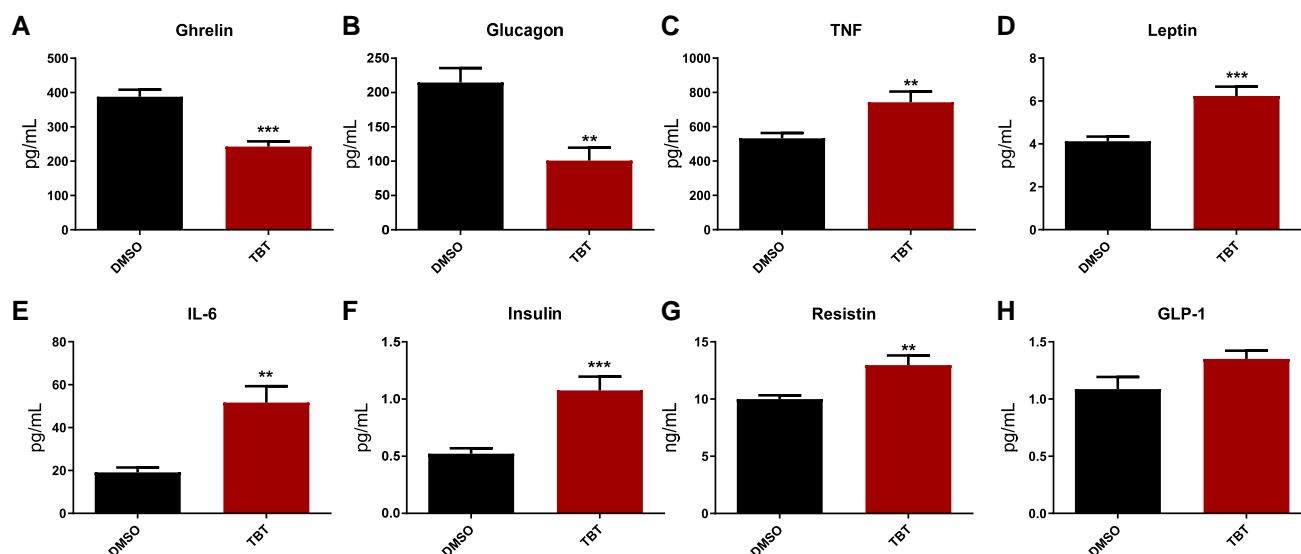 A Ghrelin
pg/mL
500
400
300
200
100
0
***
DMSO TBT
B Glucagon
pg/mL
250
200
150
100
50
0
**
DMSO TBT
C TNF
pg/mL
1000
800
600
400
200
0
**
DMSO TBT
D Leptin
pg/mL
8
6
4
2
0
***
DMSO TBT
E IL-6
pg/mL
80
60
40
20
0
**
DMSO TBT
F Insulin
pg/mL
1.5
1.0
0.5
0.0
***
DMSO TBT
G Resistin
ng/mL
15
10
5
0
**
DMSO TBT
H GLP-1
pg/mL
1.5
1.0
0.5
0.0
DMSO TBT